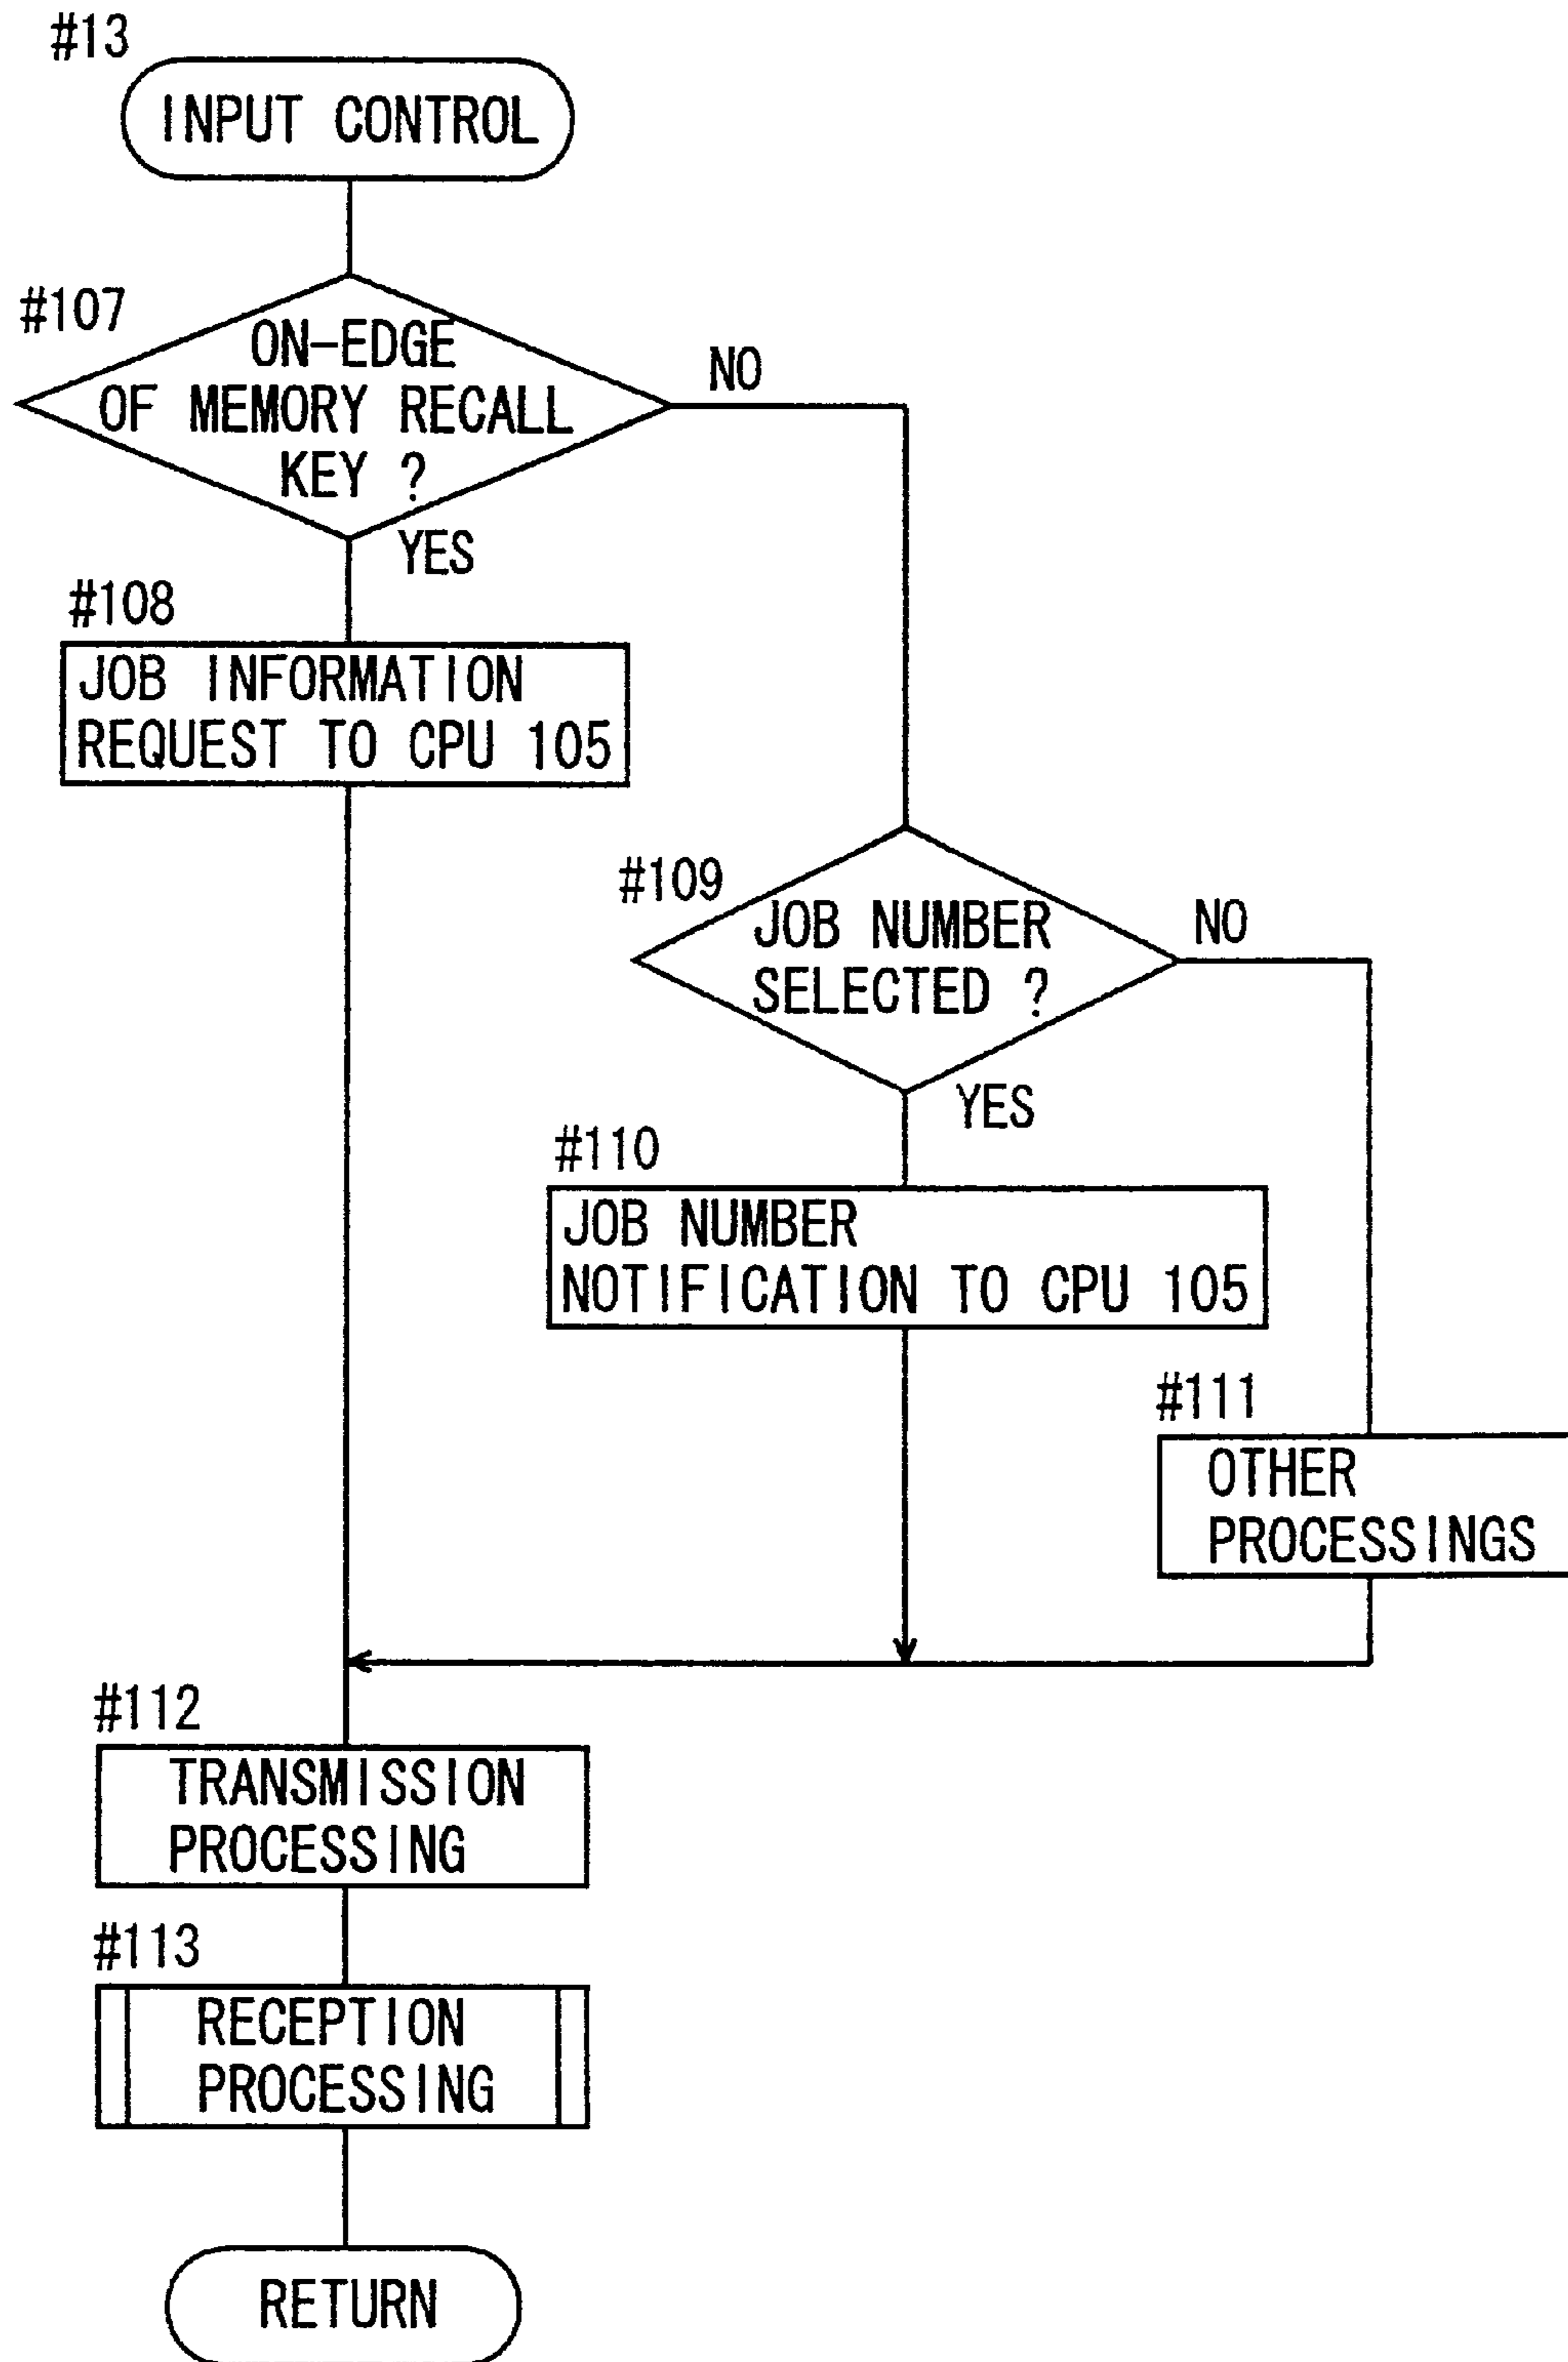 #13
INPUT CONTROL
#107
ON-EDGE
OF MEMORY RECALL
KEY ?
NO
YES
#108
JOB INFORMATION
REQUEST TO CPU 105
#109
JOB NUMBER
SELECTED ?
NO
YES
#110
JOB NUMBER
NOTIFICATION TO CPU 105
#111
OTHER
PROCESSINGS
#112
TRANSMISSION
PROCESSING
#113
RECEPTION
PROCESSING
RETURN